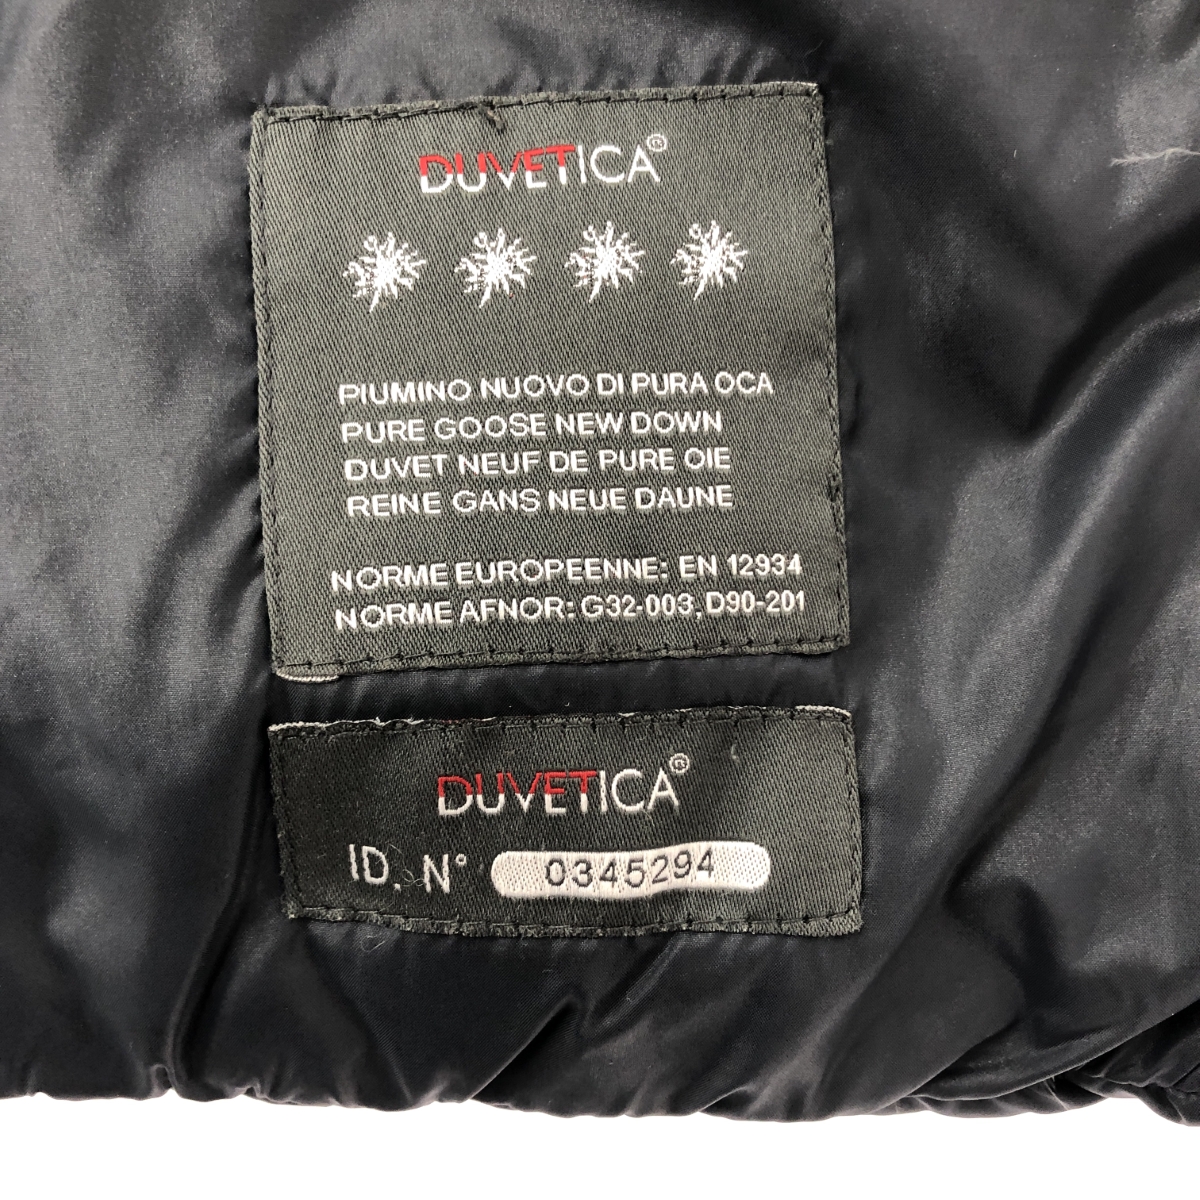 DUVETICA®
PIUMINO NUOVO DI PURA OCA
PURE GOOSE NEW DOWN
DUVET NEUF DE PURE OIE
REINE GANS NEUE DAUNE
NORME EUROPEENNE: EN 12934
NORME AFNOR: G32-003, D90-201
DUVETICA®
ID. N° 0345294